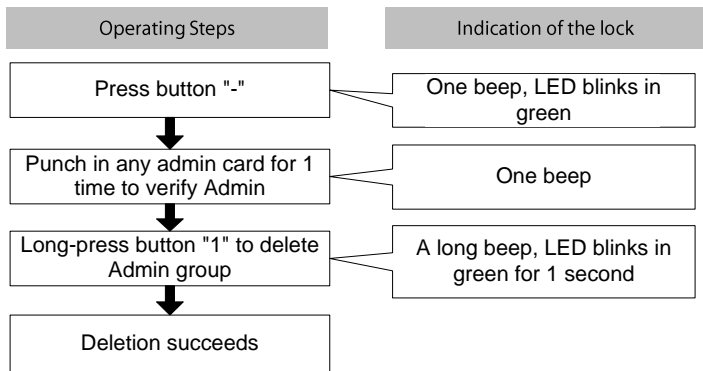 Operating Steps
Indication of the lock
Press button "-"
One beep, LED blinks in
green
Punch in any admin card for 1
time to verify Admin
One beep
Long-press button "1" to delete
Admin group
A long beep, LED blinks in
green for 1 second
Deletion succeeds